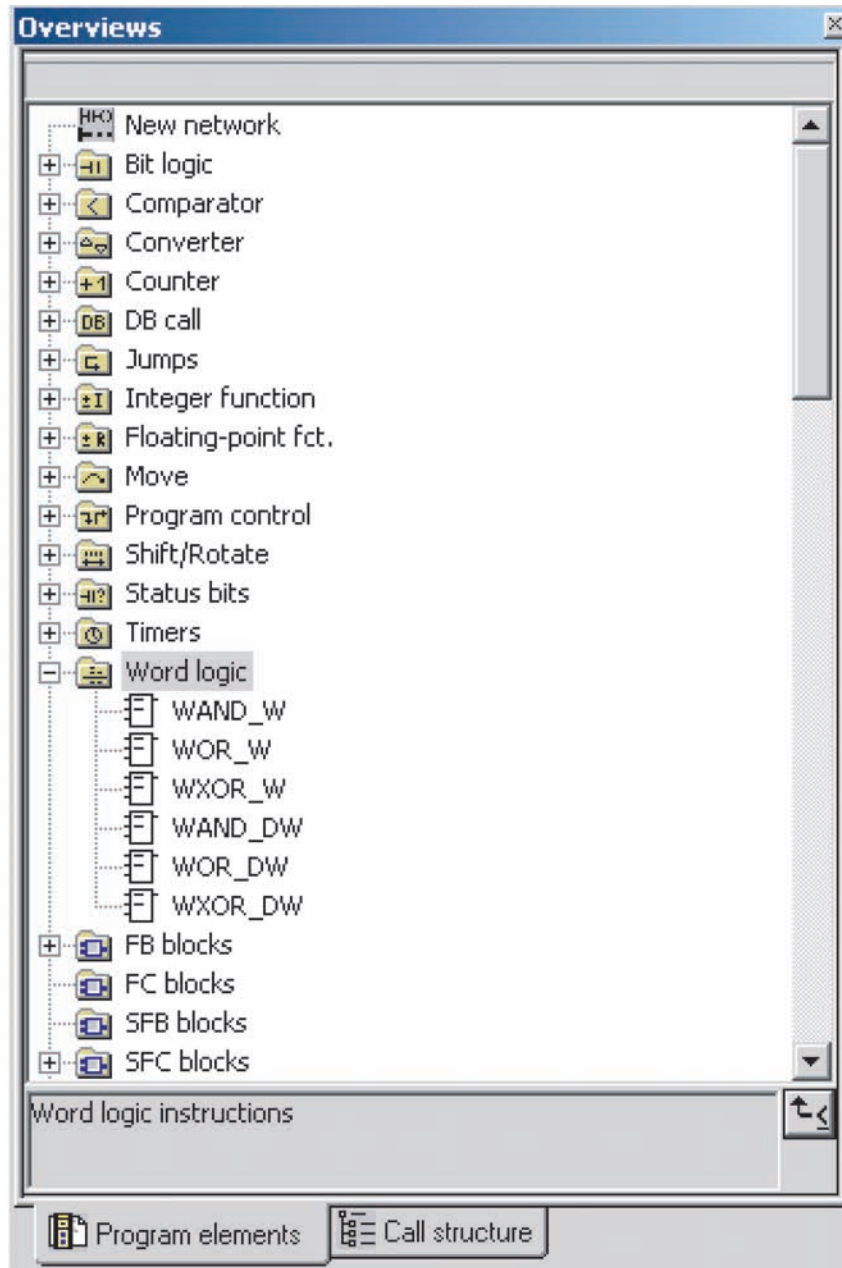 Overviews
New network
Bit logic
Comparator
Converter
Counter
DB call
Jumps
Integer function
Floating-point fct.
Move
Program control
Shift/Rotate
Status bits
Timers
Word logic
WAND_W
WOR_W
WXOR_W
WAND_DW
WOR_DW
WXOR_DW
FB blocks
FC blocks
SFB blocks
SFC blocks
Word logic instructions
Program elements Call structure